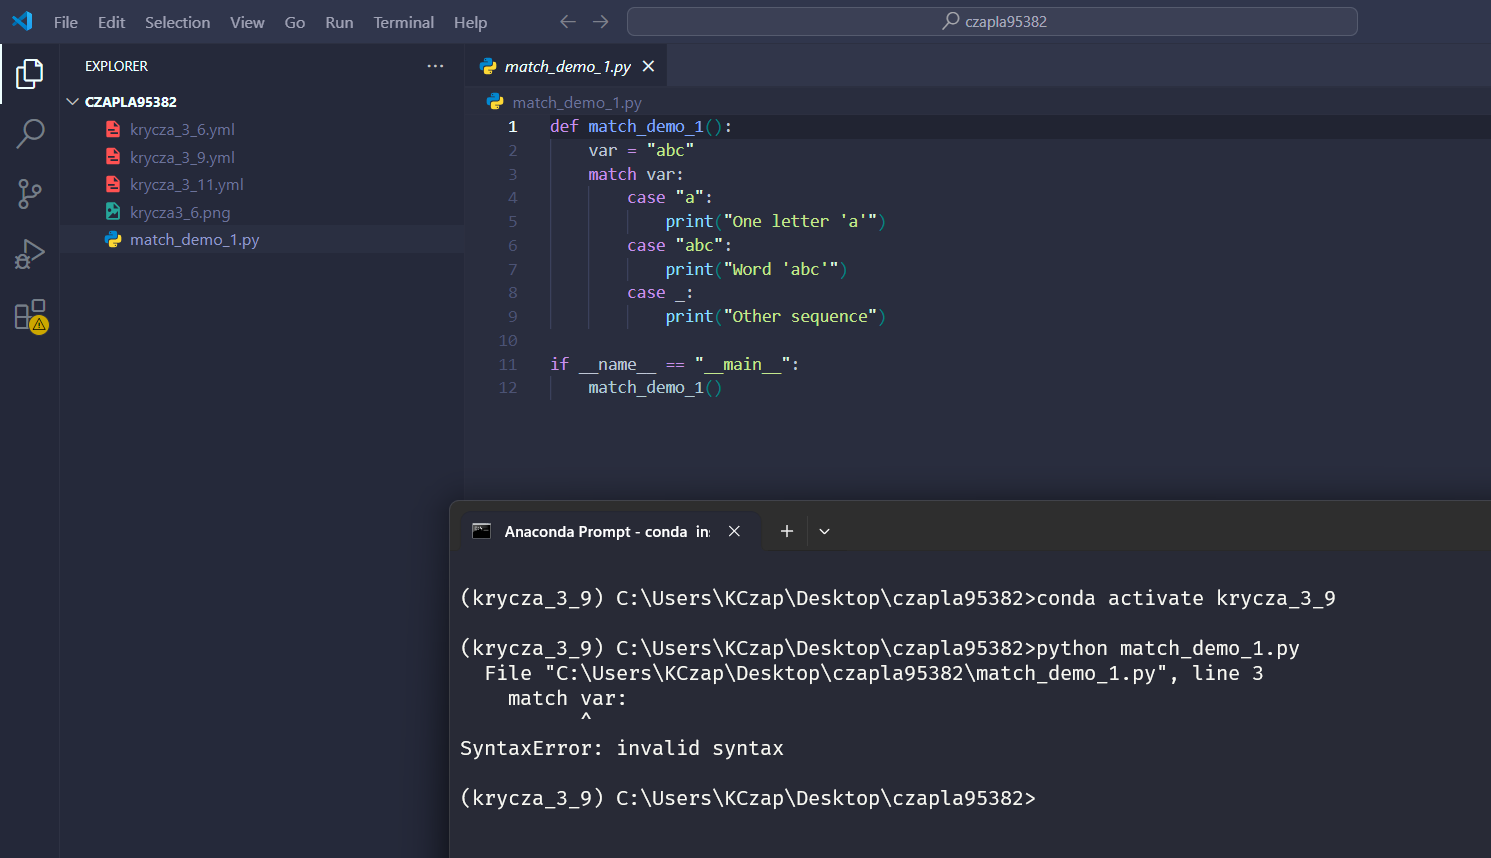 File Edit Selection View Go Run Terminal Help
czapla95382
EXPLORER
CZAPLA95382
krycza_3_6.yml
krycza_3_9.yml
krycza_3_11.yml
krycza3_6.png
match_demo_1.py
match_demo_1.py
match_demo_1.py
1 def match_demo_1():
2 var = "abc"
3 match var:
4 case "a":
5 print("One letter 'a'")
6 case "abc":
7 print("Word 'abc'")
8 case _:
9 print("Other sequence")
10
11 if __name__ == "__main__":
12 match_demo_1()
Anaconda Prompt - conda in
(krycza_3_9) C:\Users\KCzap\Desktop\czapla95382>conda activate krycza_3_9
(krycza_3_9) C:\Users\KCzap\Desktop\czapla95382>python match_demo_1.py
File "C:\Users\KCzap\Desktop\czapla95382\match_demo_1.py", line 3
match var:
^
SyntaxError: invalid syntax
(krycza_3_9) C:\Users\KCzap\Desktop\czapla95382>